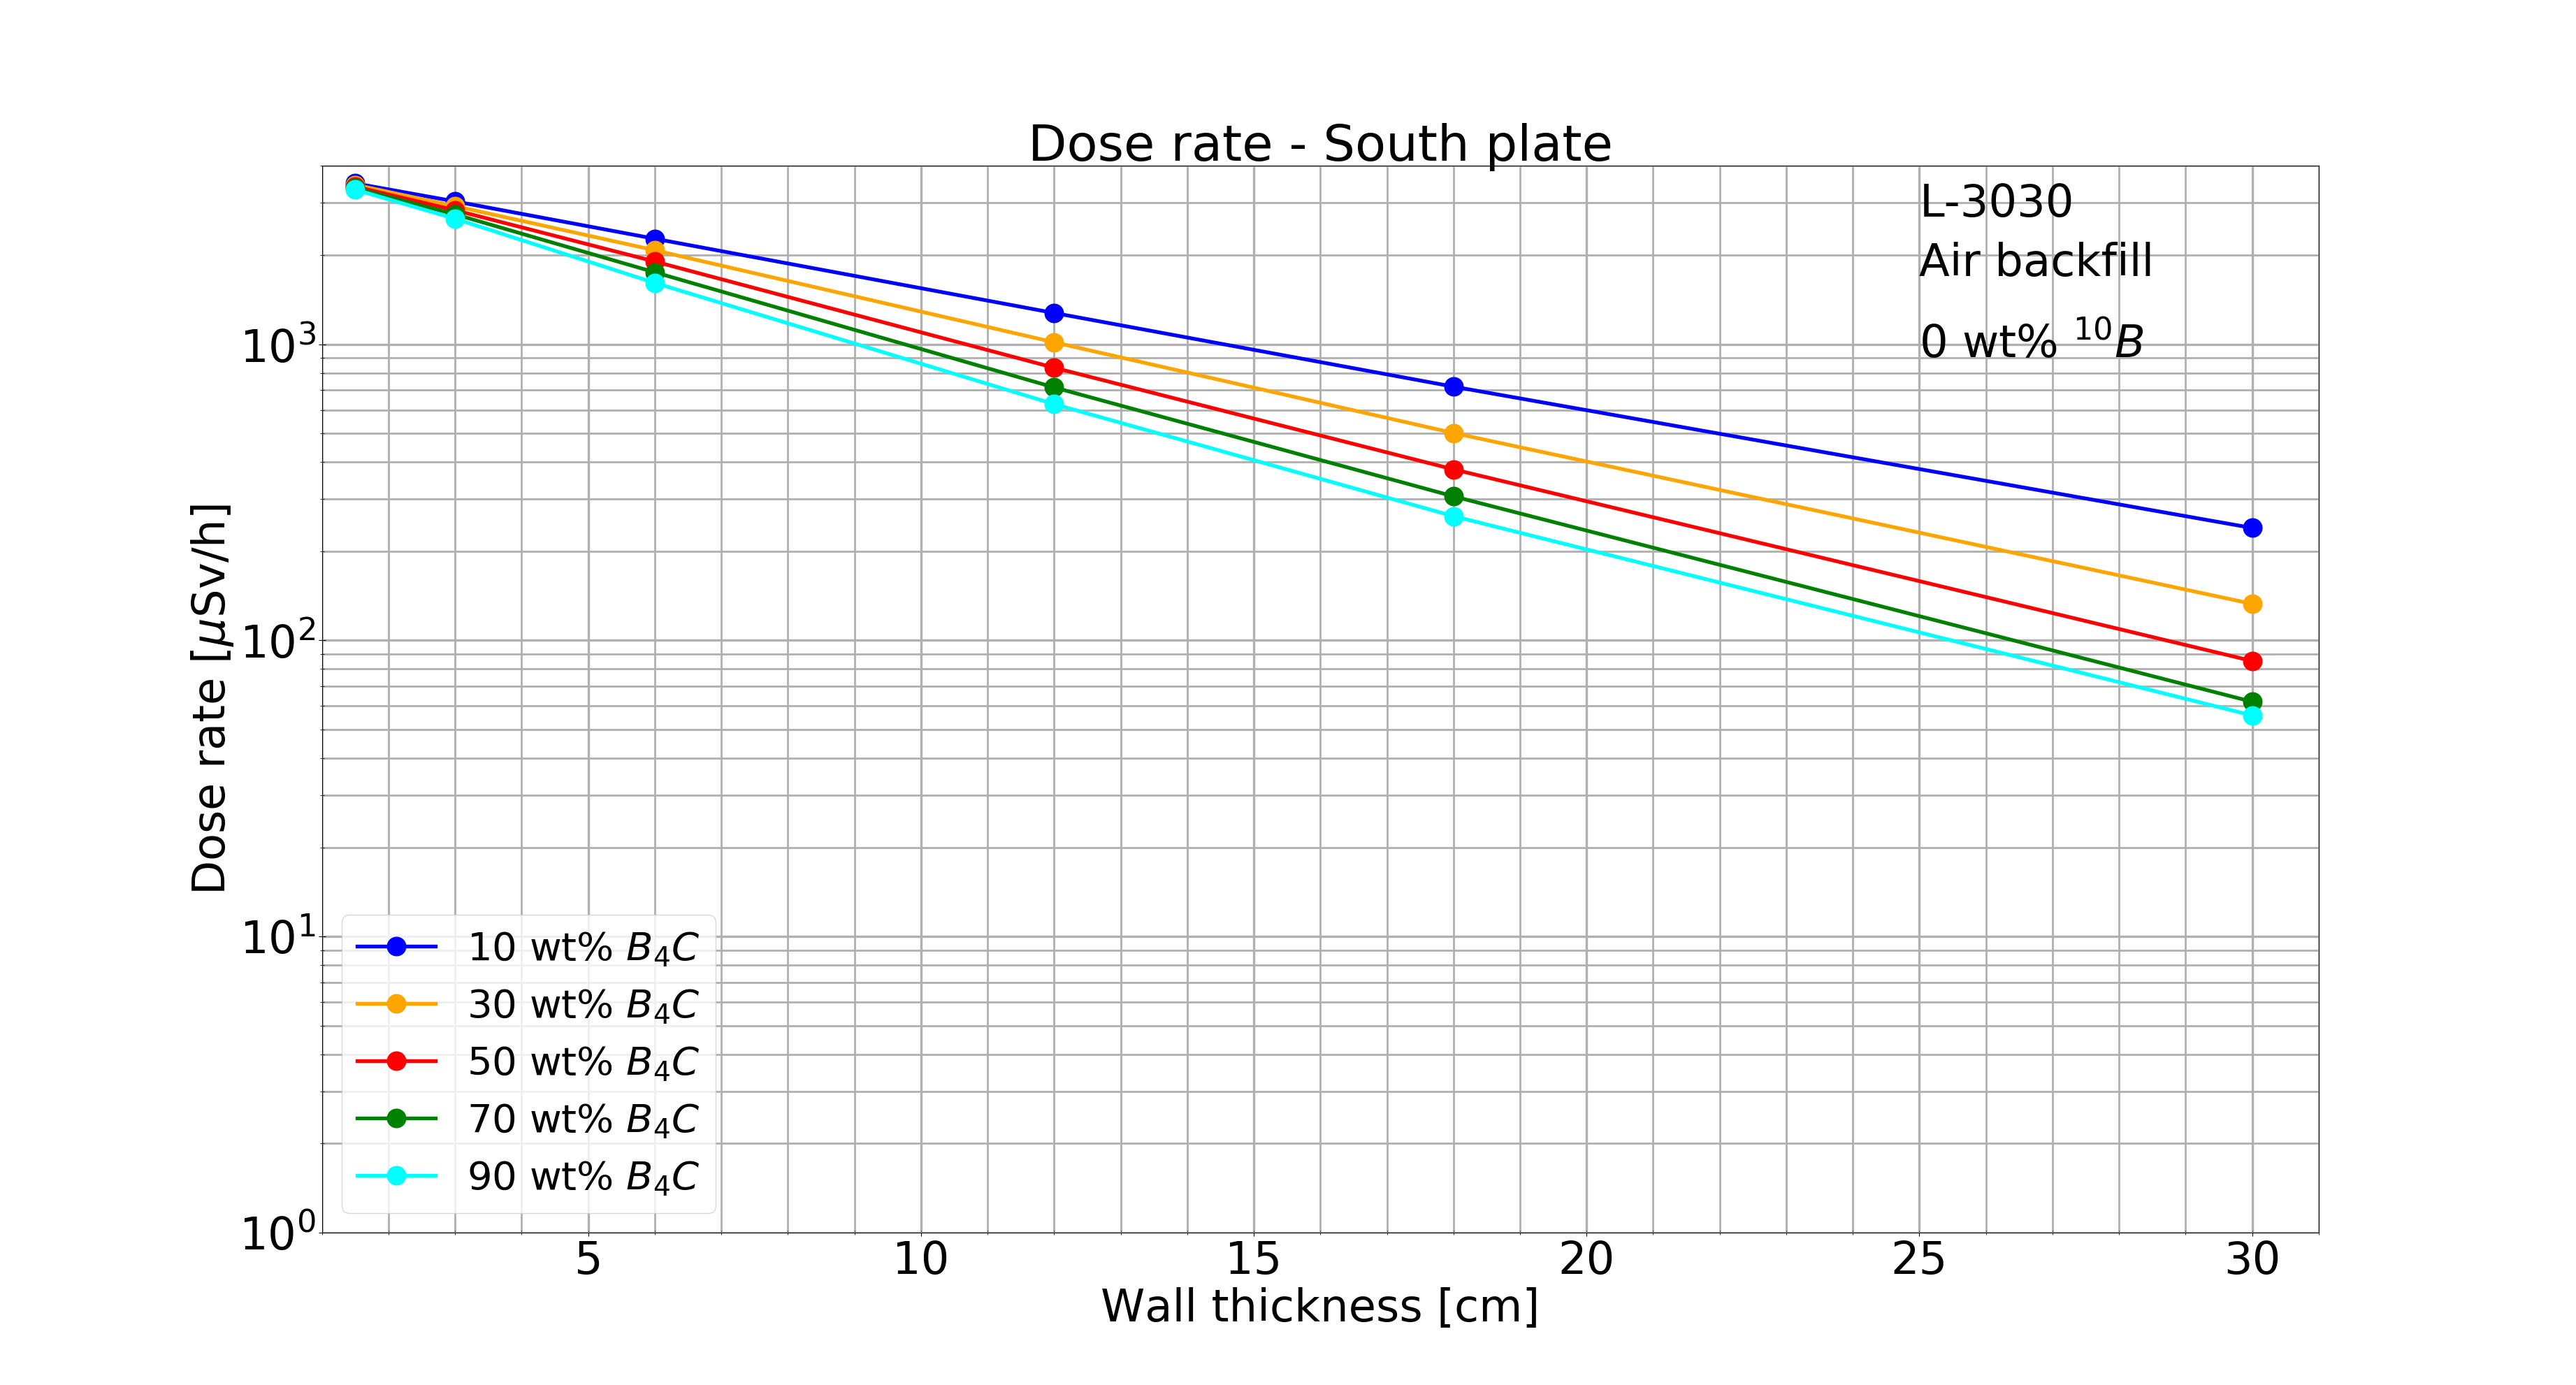 Dose rate - South plate
L-3030
Air backfill
0 wt% ¹⁰B
Dose rate [μSv/h]
10³
10²
10¹
10⁰
10 wt% B₄C
30 wt% B₄C
50 wt% B₄C
70 wt% B₄C
90 wt% B₄C
5 10 15 20 25 30
Wall thickness [cm]